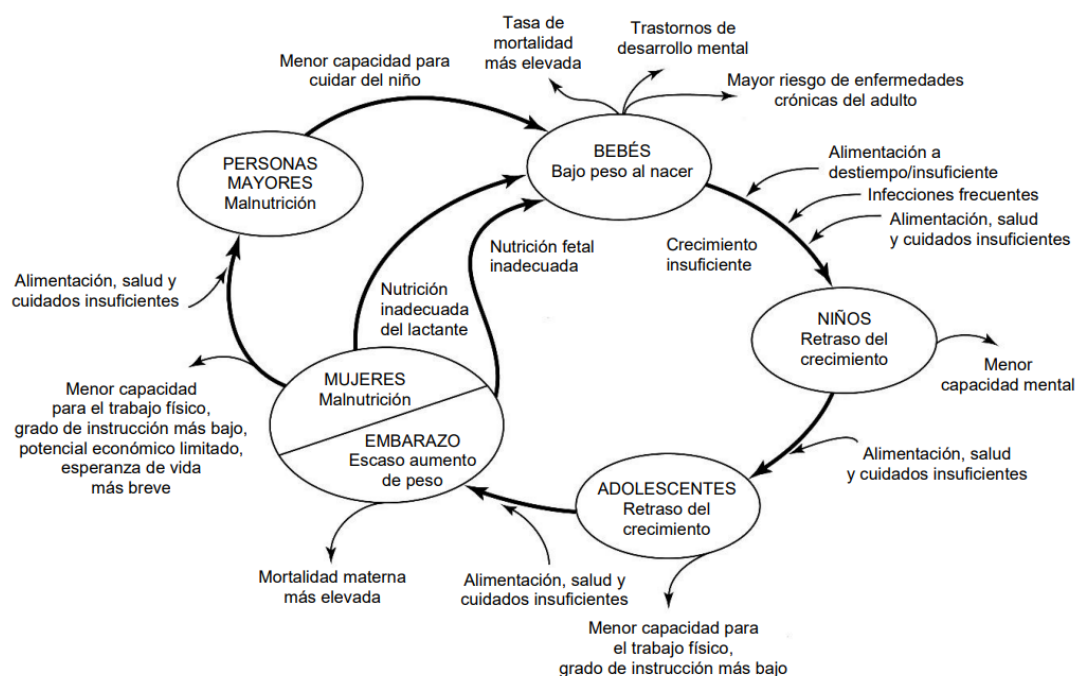 Tasa de
mortalidad
más elevada
Trastornos de
desarrollo mental
Menor capacidad para
cuidar del niño
Mayor riesgo de enfermedades
crónicas del adulto
PERSONAS
MAYORES
Malnutrición
BEBÉS
Bajo peso al nacer
Alimentación a
destiempo/insuficiente
Infecciones frecuentes
Alimentación, salud
y cuidados insuficientes
Nutrición fetal
inadecuada
Crecimiento
insuficiente
Alimentación, salud y
cuidados insuficientes
Nutrición
inadecuada
del lactante
NIÑOS
Retraso del
crecimiento
Menor
capacidad mental
Menor capacidad
para el trabajo físico,
grado de instrucción más bajo,
potencial económico limitado,
esperanza de vida
más breve
MUJERES
Malnutrición
EMBARAZO
Escaso aumento
de peso
Alimentación, salud
y cuidados insuficientes
ADOLESCENTES
Retraso del
crecimiento
Mortalidad materna
más elevada
Alimentación, salud y
cuidados insuficientes
Menor capacidad para
el trabajo físico,
grado de instrucción más bajo